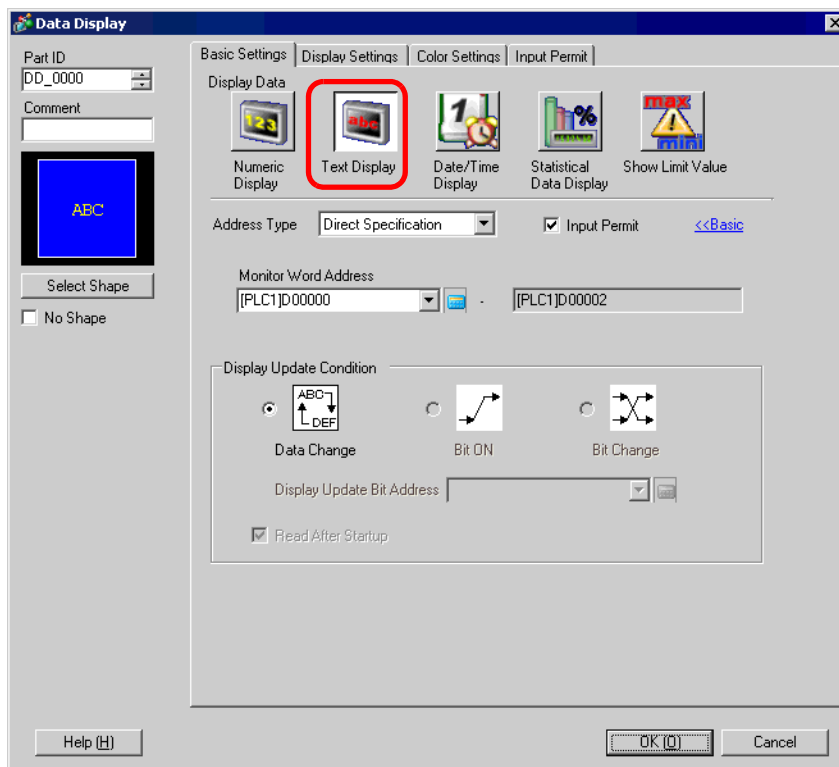 Data Display
Part ID
DD_0000
Comment
ABC
Select Shape
No Shape
Basic Settings
Display Settings
Color Settings
Input Permit
Display Data
123
abc
1
%
max
mini
Numeric
Display
Text Display
Date/Time
Display
Statistical
Data Display
Show Limit Value
Address Type
Direct Specification
Input Permit
<<Basic
Monitor Word Address
[PLC1]D00000
-
[PLC1]D00002
Display Update Condition
ABC
DEF
Data Change
Bit ON
Bit Change
Display Update Bit Address
Read After Startup
Help (H)
OK (O)
Cancel